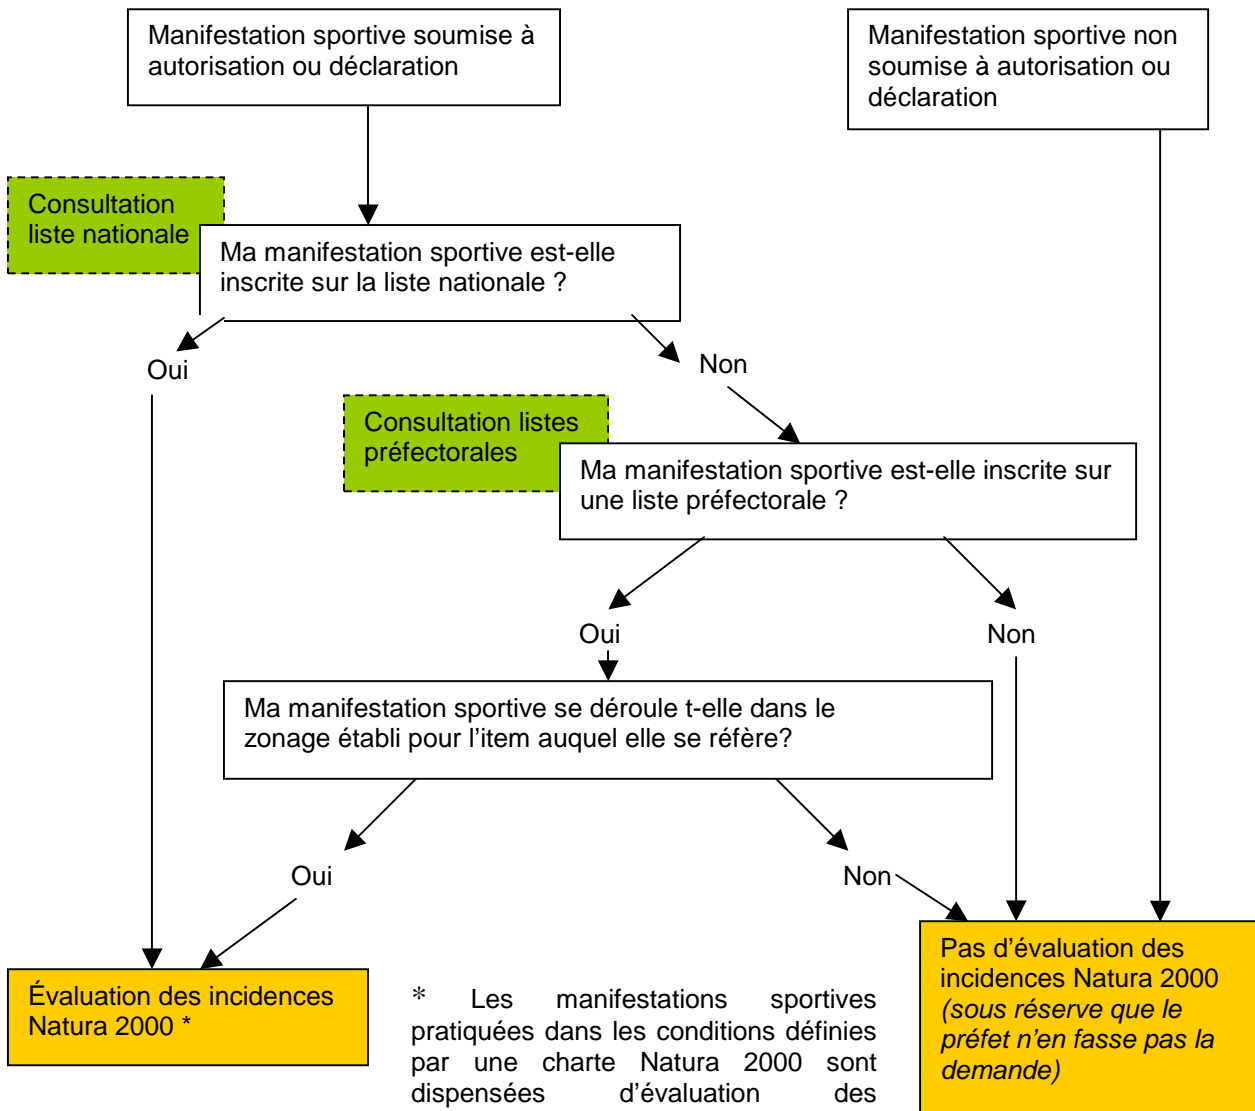 Manifestation sportive soumise à
autorisation ou déclaration
Manifestation sportive non
soumise à autorisation ou
déclaration
Consultation
liste nationale
Ma manifestation sportive est-elle
inscrite sur la liste nationale ?
Oui
Non
Consultation listes
préfectorales
Ma manifestation sportive est-elle inscrite sur
une liste préfectorale ?
Oui
Non
Ma manifestation sportive se déroule t-elle dans le
zonage établi pour l’item auquel elle se réfère?
Oui
Non
Évaluation des incidences
Natura 2000 *
* Les manifestations sportives
pratiquées dans les conditions définies
par une charte Natura 2000 sont
dispensées d’évaluation des
Pas d’évaluation des
incidences Natura 2000
(sous réserve que le
préfet n’en fasse pas la
demande)